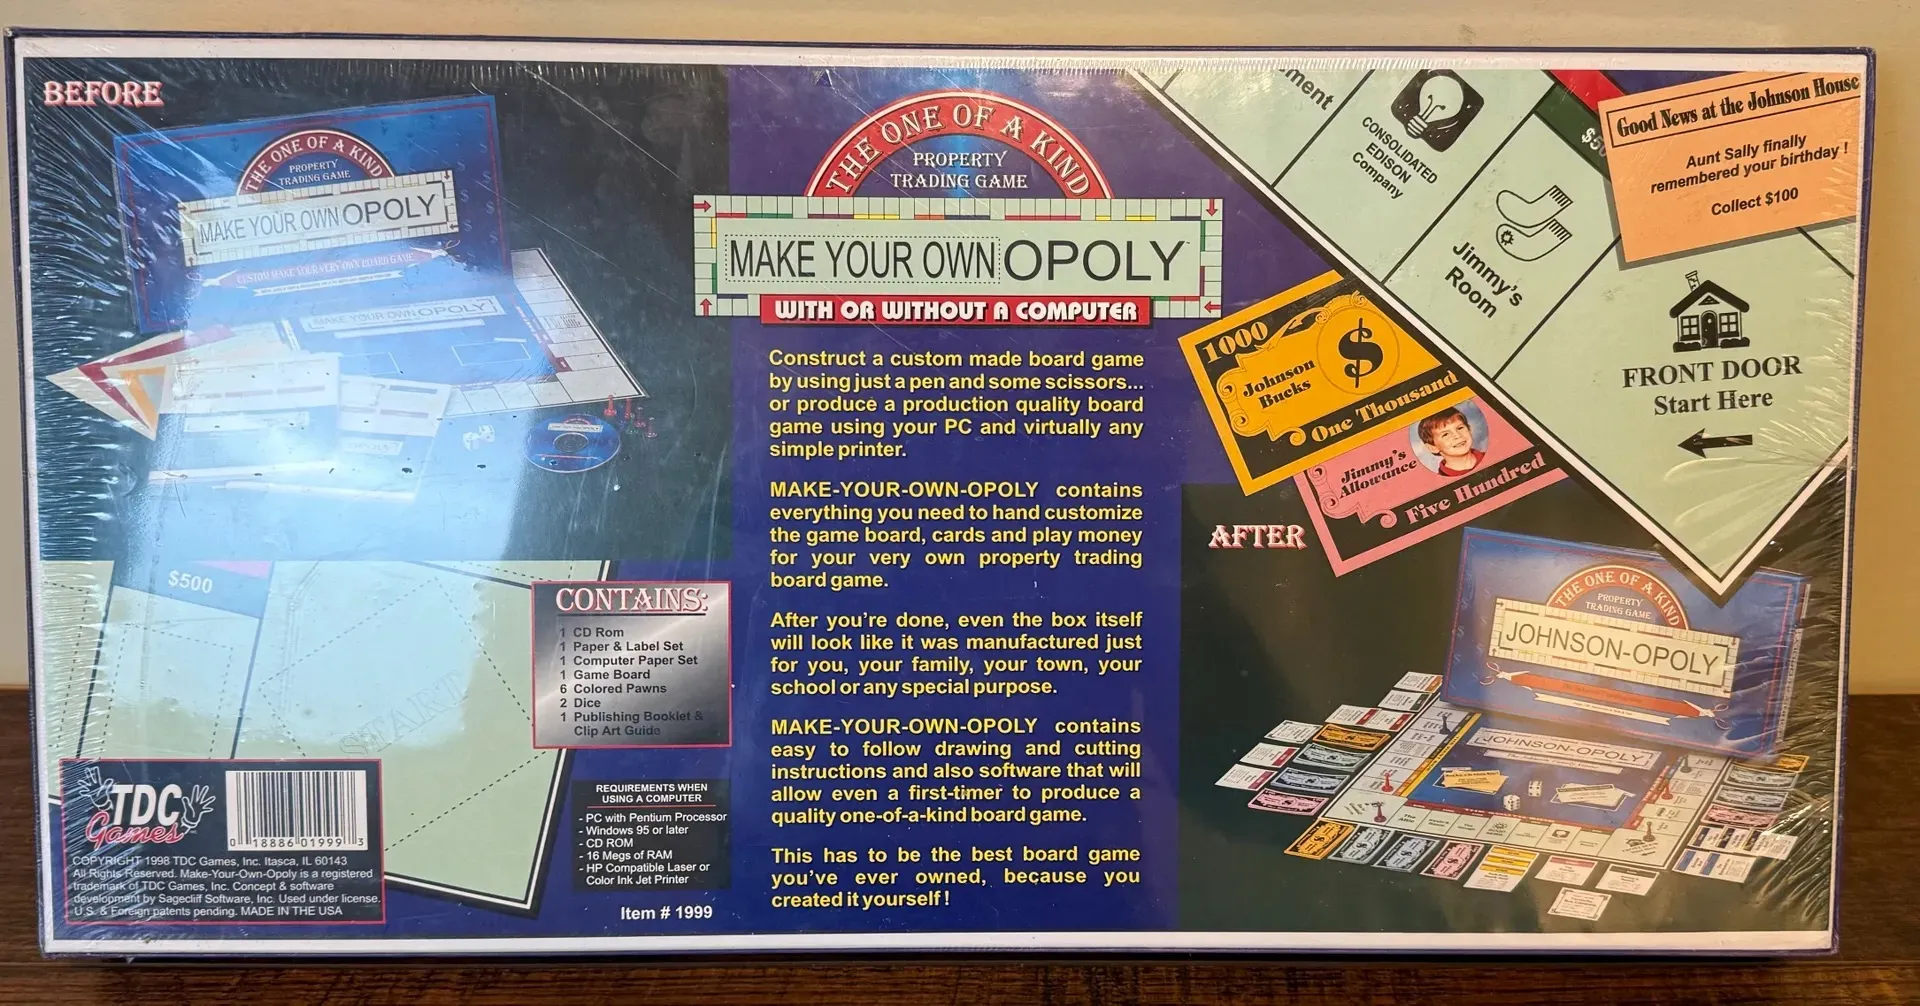 BEFORE
THE ONE OF A KIND
PROPERTY
TRADING GAME
MAKE YOUR OWN OPOLY
CUSTOM MAKE YOUR VERY OWN BOARD GAME
MAKE YOUR OWN OPOLY
$500
START
CONTAINS:
1 CD Rom
1 Paper & Label Set
1 Computer Paper Set
1 Game Board
6 Colored Pawns
2 Dice
1 Publishing Booklet &
Clip Art Guide
TDC
Games
0 18886 01999 3
COPYRIGHT 1998 TDC Games, Inc. Itasca, IL 60143
All Rights Reserved. Make-Your-Own-Opoly is a registered
trademark of TDC Games, Inc. Concept & software
development by Sagecliff Software, Inc. Used under license.
U.S. & Foreign patents pending. MADE IN THE USA
REQUIREMENTS WHEN
USING A COMPUTER
- PC with Pentium Processor
- Windows 95 or later
- CD ROM
- 16 Megs of RAM
- HP Compatible Laser or
Color Ink Jet Printer
Item # 1999
THE ONE OF A KIND
PROPERTY
TRADING GAME
MAKE YOUR OWN OPOLY™
WITH OR WITHOUT A COMPUTER
Construct a custom made board game
by using just a pen and some scissors...
or produce a production quality board
game using your PC and virtually any
simple printer.
MAKE-YOUR-OWN-OPOLY contains
everything you need to hand customize
the game board, cards and play money
for your very own property trading
board game.
After you're done, even the box itself
will look like it was manufactured just
for you, your family, your town, your
school or any special purpose.
MAKE-YOUR-OWN-OPOLY contains
easy to follow drawing and cutting
instructions and also software that will
allow even a first-timer to produce a
quality one-of-a-kind board game.
This has to be the best board game
you've ever owned, because you
created it yourself !
ment
CONSOLIDATED
EDISON
Company
$50
Jimmy's
Room
Good News at the Johnson House
Aunt Sally finally
remembered your birthday !
Collect $100
FRONT DOOR
Start Here
1000
$
Johnson
Bucks
One Thousand
Jimmy's
Allowance
Five Hundred
AFTER
THE ONE OF A KIND
PROPERTY
TRADING GAME
JOHNSON-OPOLY
JOHNSON-OPOLY